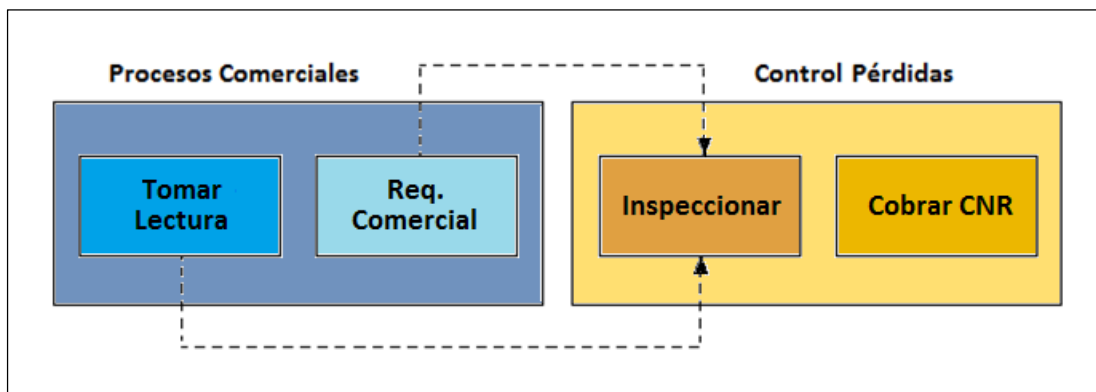 Procesos Comerciales
Control Pérdidas
Tomar
Lectura
Req.
Comercial
Inspeccionar
Cobrar CNR